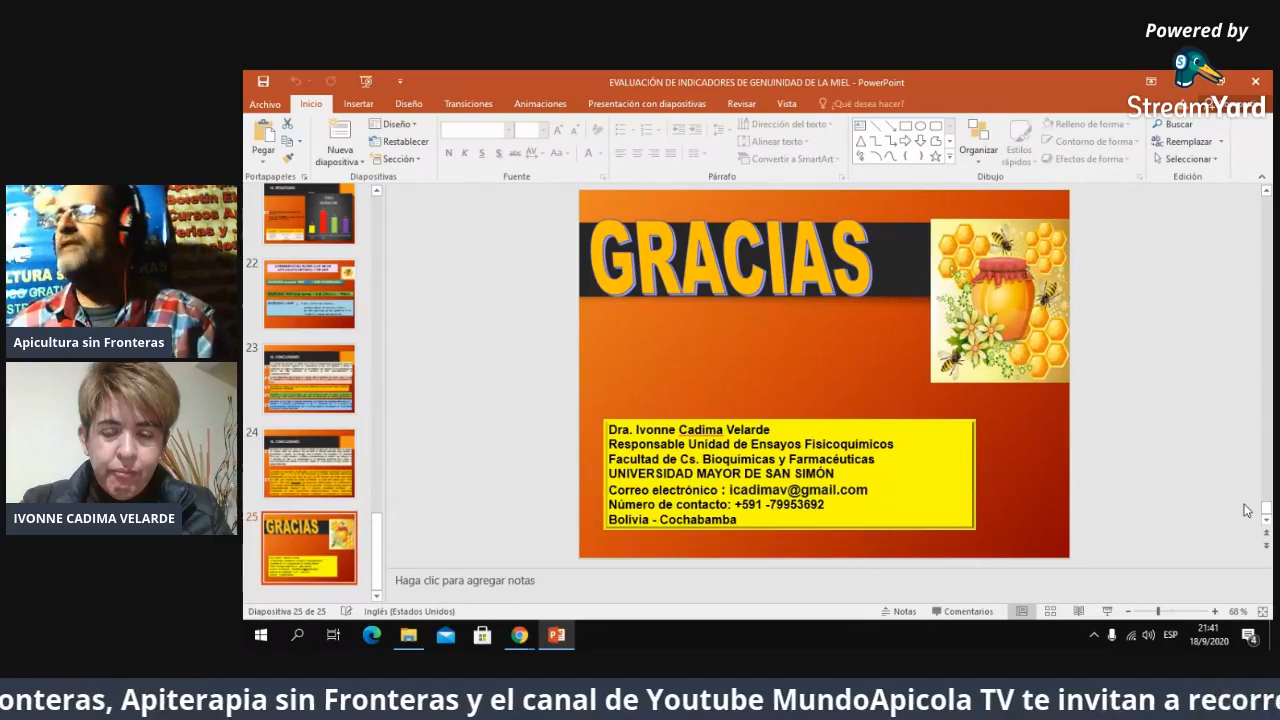 Powered by
StreamYard
EVALUACIÓN DE INDICADORES DE GENUINIDAD DE LA MIEL - PowerPoint
Archivo
Inicio
Insertar
Diseño
Transiciones
Animaciones
Presentación con diapositivas
Revisar
Vista
¿Qué desea hacer?
Pegar
Nueva
diapositiva
Diseño
Restablecer
Sección
N K S S abc AV Aa A
Dirección del texto
Alinear texto
Convertir a SmartArt
Organizar
Estilos
rápidos
Relleno de forma
Contorno de forma
Efectos de forma
Buscar
Reemplazar
Seleccionar
Portapapeles
Diapositivas
Fuente
Párrafo
Dibujo
Edición
22
23
24
25
GRACIAS
GRACIAS
Dra. Ivonne Cadima Velarde
Responsable Unidad de Ensayos Fisicoquimicos
Facultad de Cs. Bioquimicas y Farmacéuticas
UNIVERSIDAD MAYOR DE SAN SIMÓN
Correo electrónico : icadimav@gmail.com
Número de contacto: +591 -79953692
Bolivia - Cochabamba
Apicultura sin Fronteras
IVONNE CADIMA VELARDE
Haga clic para agregar notas
Diapositiva 25 de 25
Inglés (Estados Unidos)
Notas
Comentarios
68 %
ESP
21:41
18/9/2020
4
onteras, Apiterapia sin Fronteras y el canal de Youtube MundoApicola TV te invitan a recorre